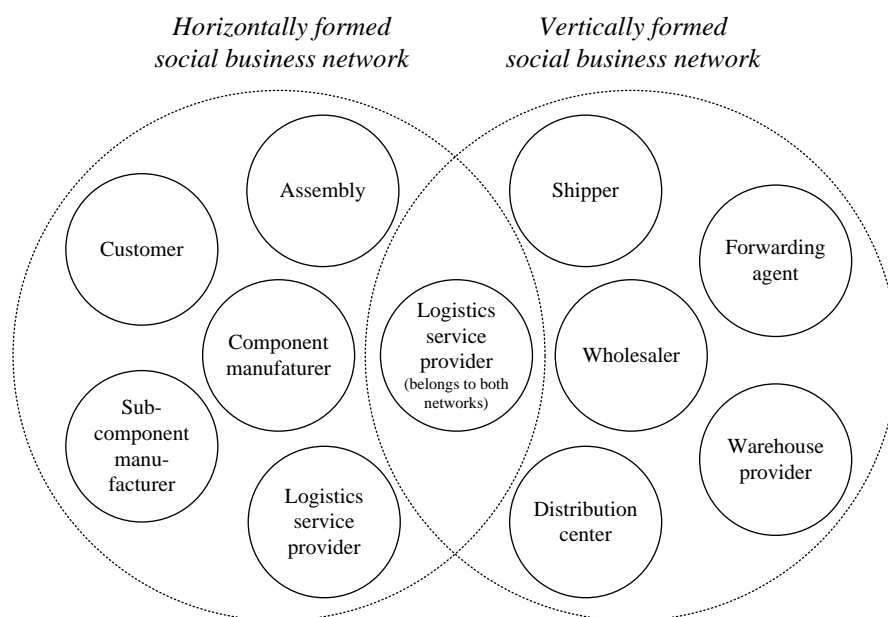 Horizontally formed
social business network
Vertically formed
social business network
Assembly
Shipper
Customer
Forwarding
agent
Component
manufaturer
Logistics
service
provider
(belongs to both
networks)
Wholesaler
Sub-
component
manu-
facturer
Warehouse
provider
Logistics
service
provider
Distribution
center